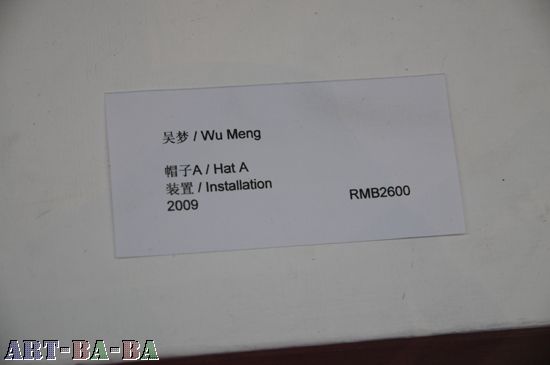 吴梦 / Wu Meng
帽子A / Hat A
装置 / Installation
2009 RMB2600
ART-BA-BA